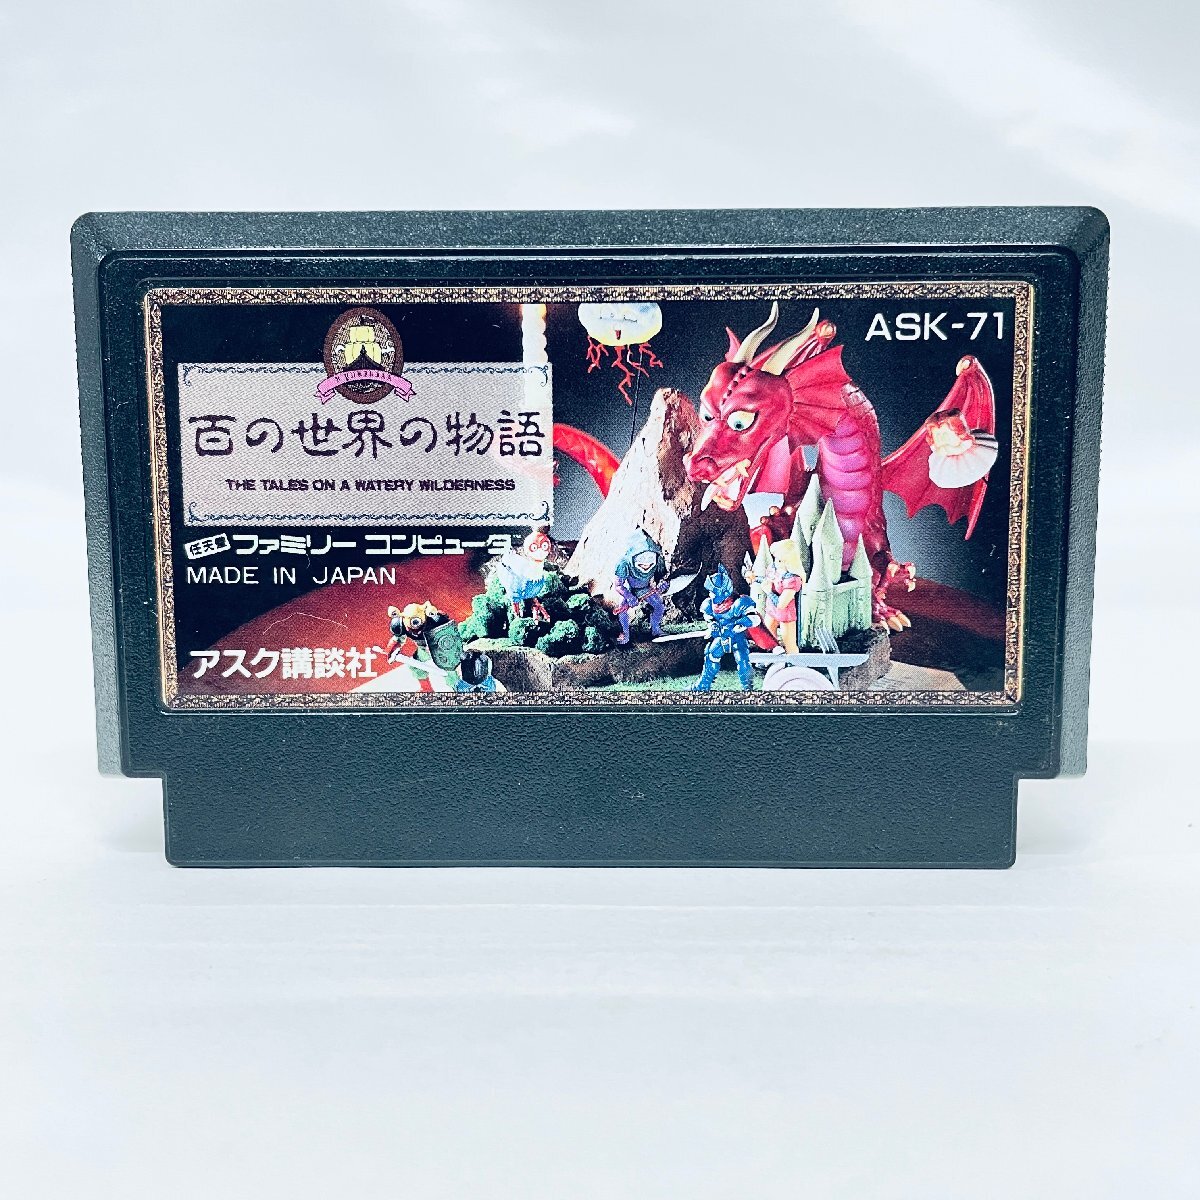 ASK-71
百の世界の物語
THE TALES ON A WATERY WILDERNESS
任天堂 ファミリーコンピュータ
MADE IN JAPAN
アスク講談社